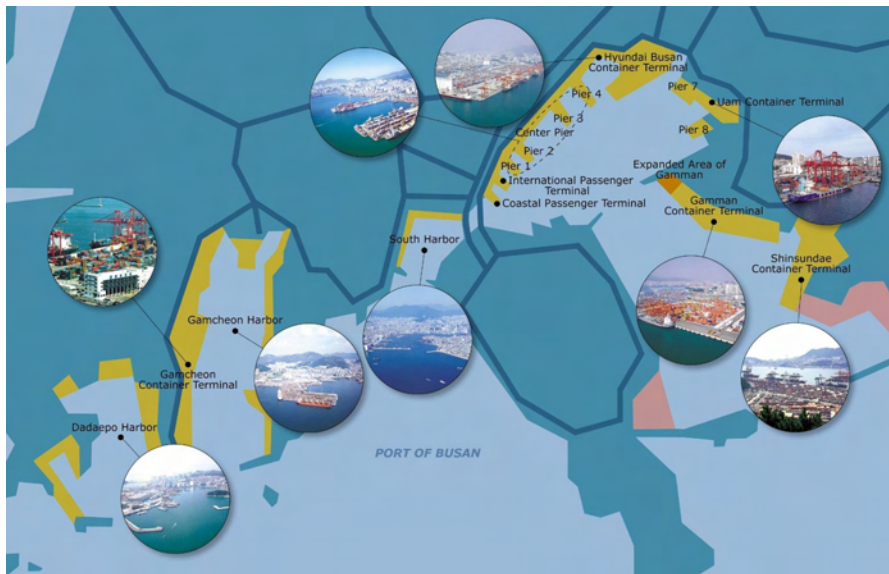 Hyundai Busan
Container Terminal
Pier 7
Pier 4
Uam Container Terminal
Pier 3
Center Pier
Pier 8
Pier 2
Pier 1
Expanded Area of
Gamman
International Passenger
Terminal
Coastal Passenger Terminal
Gamman
Container Terminal
South Harbor
Shinsundae
Container Terminal
Gamcheon Harbor
Gamcheon
Container Terminal
Dadaepo Harbor
PORT OF BUSAN